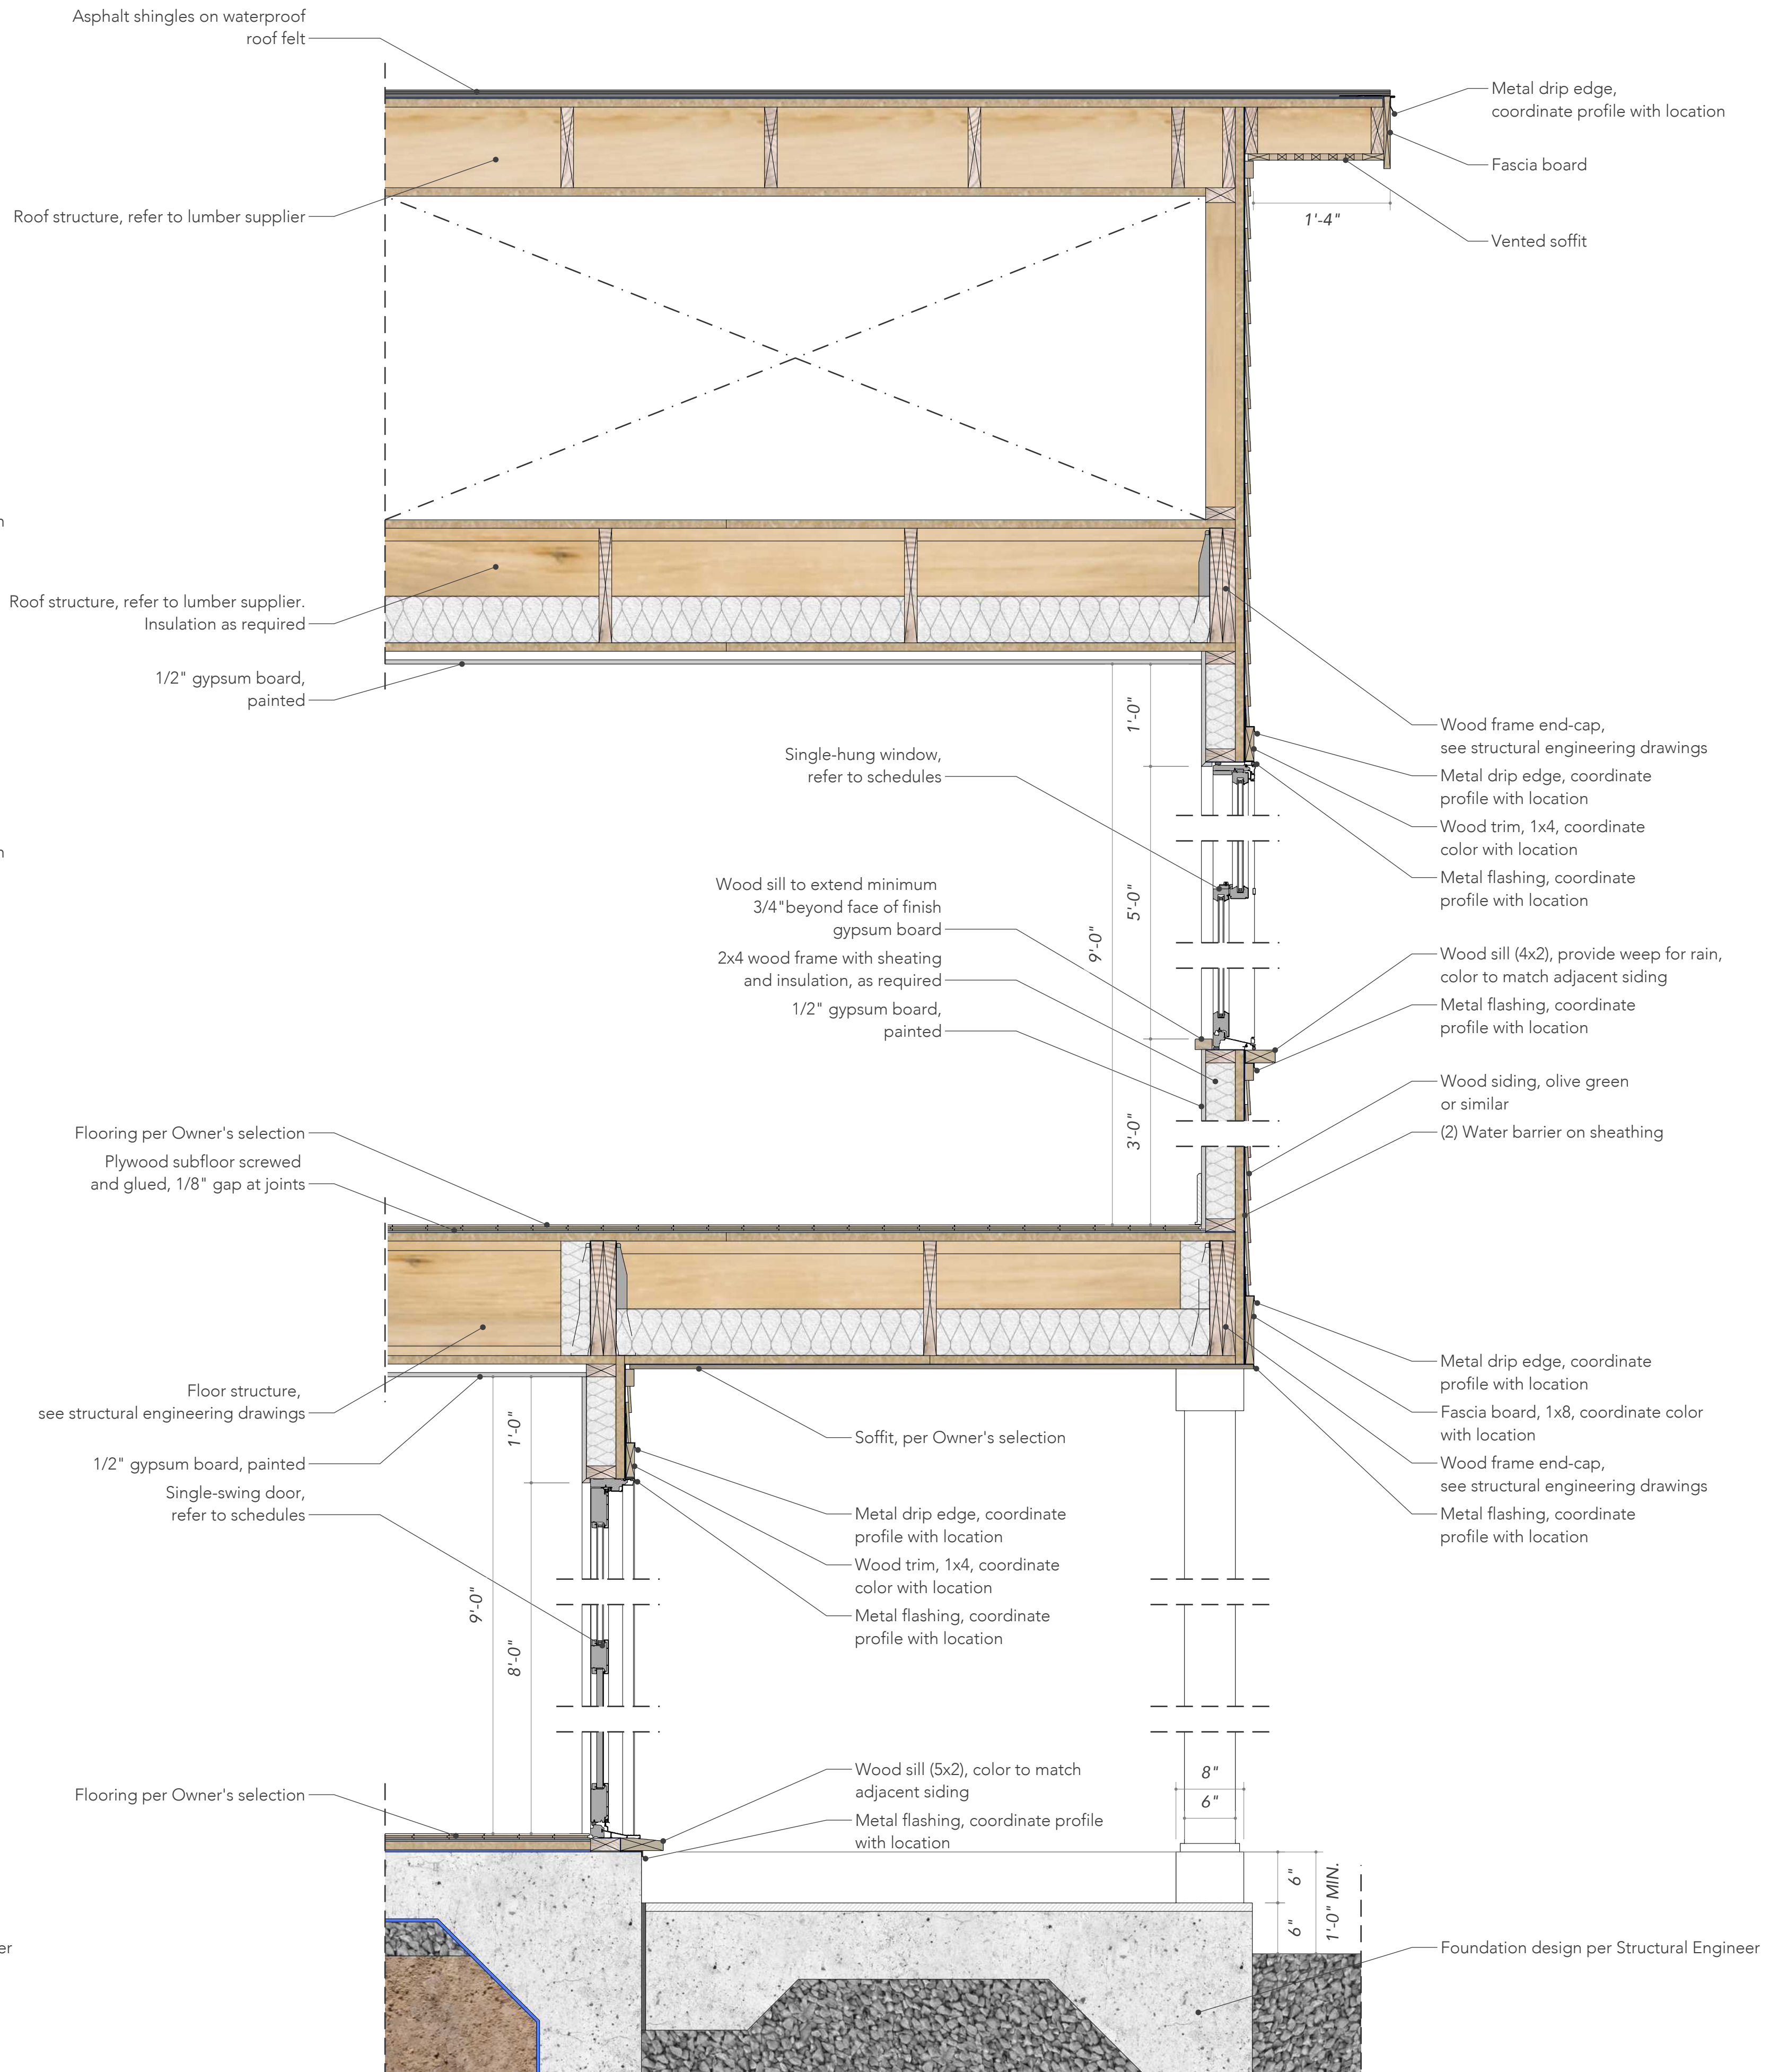 Asphalt shingles on waterproof
roof felt
Metal drip edge,
coordinate profile with location
Fascia board
Roof structure, refer to lumber supplier
1'-4"
Vented soffit
n
Roof structure, refer to lumber supplier.
Insulation as required
1/2" gypsum board,
painted
1'-0"
Single-hung window,
refer to schedules
Wood frame end-cap,
see structural engineering drawings
Metal drip edge, coordinate
profile with location
Wood trim, 1x4, coordinate
color with location
Metal flashing, coordinate
profile with location
n
Wood sill to extend minimum
3/4"beyond face of finish
gypsum board
5'-0"
9'-0"
2x4 wood frame with sheating
and insulation, as required
1/2" gypsum board,
painted
Wood sill (4x2), provide weep for rain,
color to match adjacent siding
Metal flashing, coordinate
profile with location
Wood siding, olive green
or similar
(2) Water barrier on sheathing
3'-0"
Flooring per Owner's selection
Plywood subfloor screwed
and glued, 1/8" gap at joints
Floor structure,
see structural engineering drawings
1/2" gypsum board, painted
Single-swing door,
refer to schedules
1'-0"
Soffit, per Owner's selection
Metal drip edge, coordinate
profile with location
Fascia board, 1x8, coordinate color
with location
Wood frame end-cap,
see structural engineering drawings
Metal flashing, coordinate
profile with location
Metal drip edge, coordinate
profile with location
Wood trim, 1x4, coordinate
color with location
Metal flashing, coordinate
profile with location
9'-0"
8'-0"
Flooring per Owner's selection
Wood sill (5x2), color to match
adjacent siding
Metal flashing, coordinate profile
with location
8"
6"
6"
6"
1'-0" MIN.
er
Foundation design per Structural Engineer